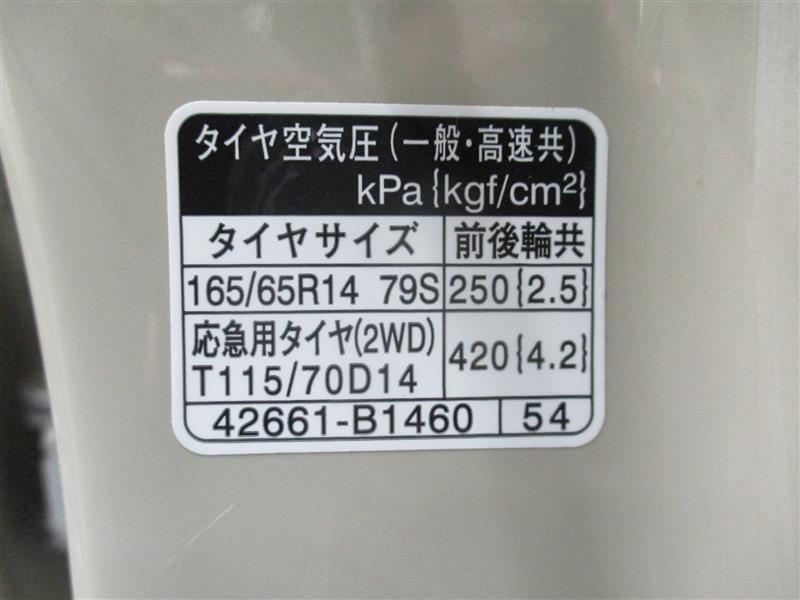 タイヤ空気圧(一般・高速共)
kPa{kgf/cm²}
タイヤサイズ 前後輪共
165/65R14 79S 250{2.5}
応急用タイヤ(2WD)
T115/70D14 420{4.2}
42661-B1460 54